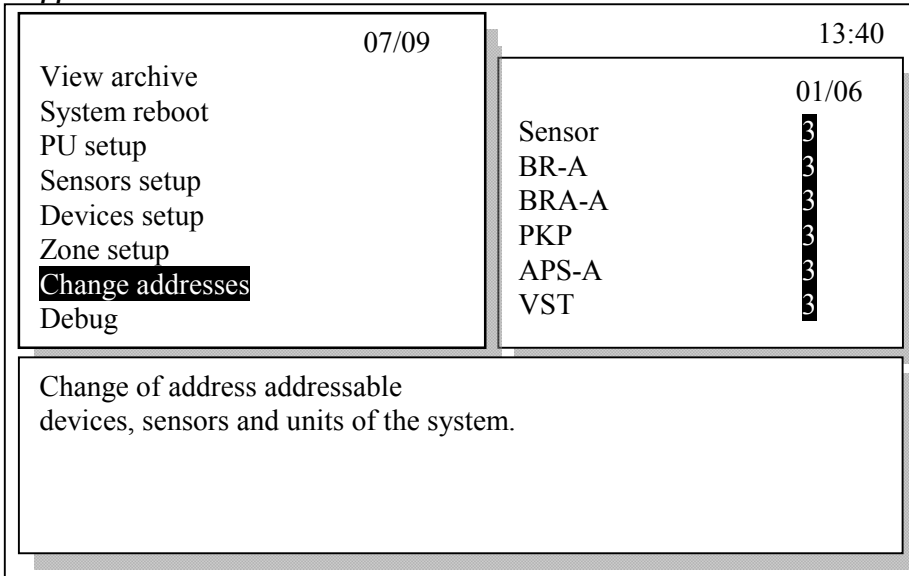 07/09
View archive
System reboot
PU setup
Sensors setup
Devices setup
Zone setup
Change addresses
Debug
13:40
01/06
Sensor 3
BR-A 3
BRA-A 3
PKP 3
APS-A 3
VST 3
Change of address addressable
devices, sensors and units of the system.